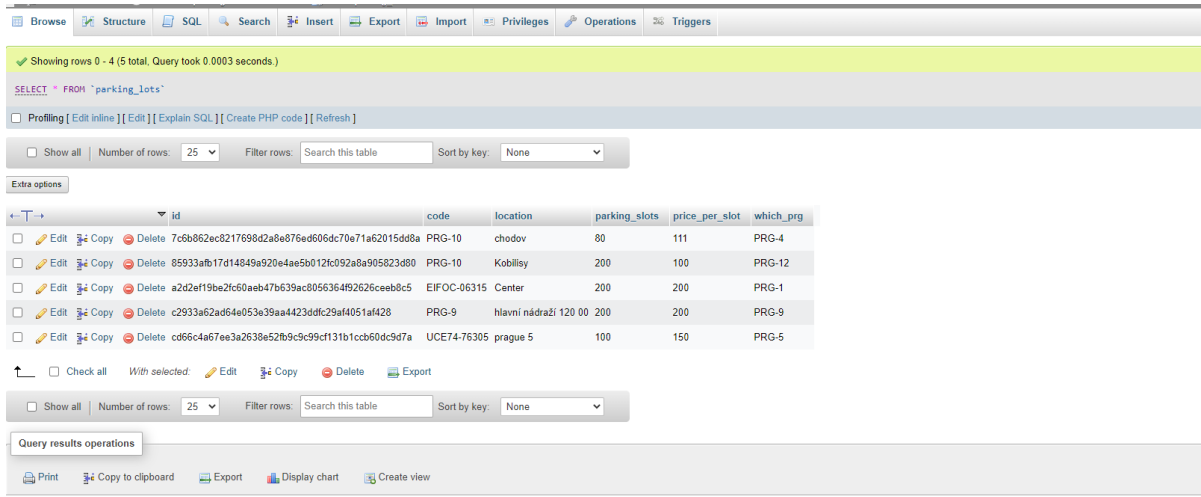 Browse Structure SQL Search Insert Export Import Privileges Operations Triggers
Showing rows 0 - 4 (5 total, Query took 0.0003 seconds.)
SELECT * FROM `parking_lots`
Profiling [ Edit inline ] [ Edit ] [ Explain SQL ] [ Create PHP code ] [ Refresh ]
Show all Number of rows: 25 Filter rows: Search this table Sort by key: None
Extra options
id code location parking_slots price_per_slot which_prg
Edit Copy Delete 7c6b862ec8217698d2a8e876ed606dc70e71a62015dd8a PRG-10 chodov 80 111 PRG-4
Edit Copy Delete 85933afb17d14849a920e4ae5b012fc092a8a905823d80 PRG-10 Kobilisy 200 100 PRG-12
Edit Copy Delete a2d2ef19be2fc60aeb47b639ac8056364f92626ceeb8c5 EIFOC-06315 Center 200 200 PRG-1
Edit Copy Delete c2933a62ad64e053e39aa4423ddfc29af4051af428 PRG-9 hlavní nádraží 120 00 200 200 PRG-9
Edit Copy Delete cd66c4a67ee3a2638e52fb9c9c99cf131b1ccb60dc9d7a UCE74-76305 prague 5 100 150 PRG-5
Check all With selected: Edit Copy Delete Export
Show all Number of rows: 25 Filter rows: Search this table Sort by key: None
Query results operations
Print Copy to clipboard Export Display chart Create view